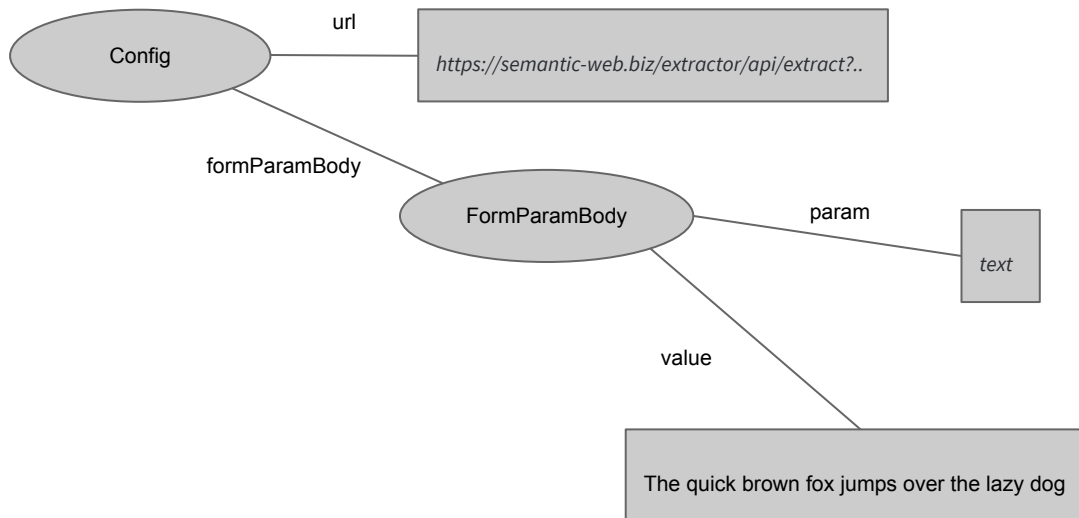 url
Config
https://semantic-web.biz/extractor/api/extract?..
formParamBody
FormParamBody
param
text
value
The quick brown fox jumps over the lazy dog